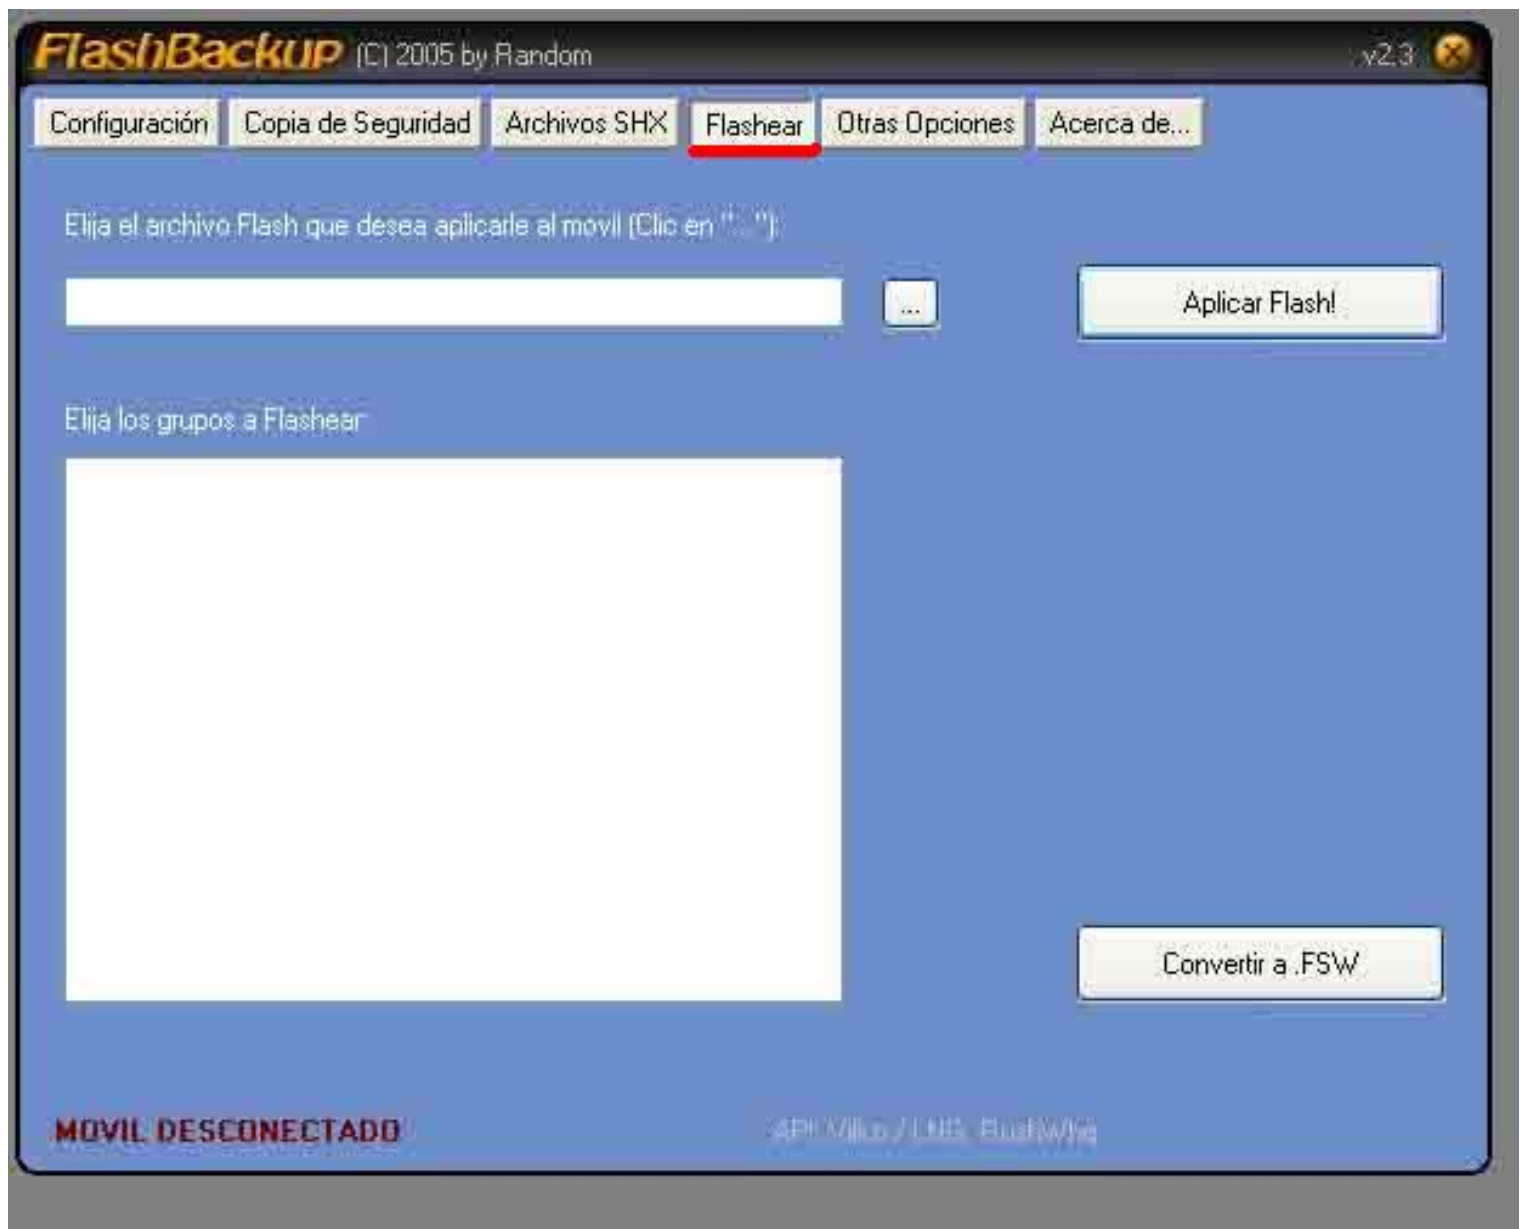 FlashBackup (C) 2005 by Random v2.3
Configuración Copia de Seguridad Archivos SHX Flashear Otras Opciones Acerca de...
Elija el archivo Flash que desea aplicarle al movil (Clic en "..."):
... Aplicar Flash!
Elija los grupos a Flashear:
Convertir a .FSW
MOVIL DESCONECTADO API: